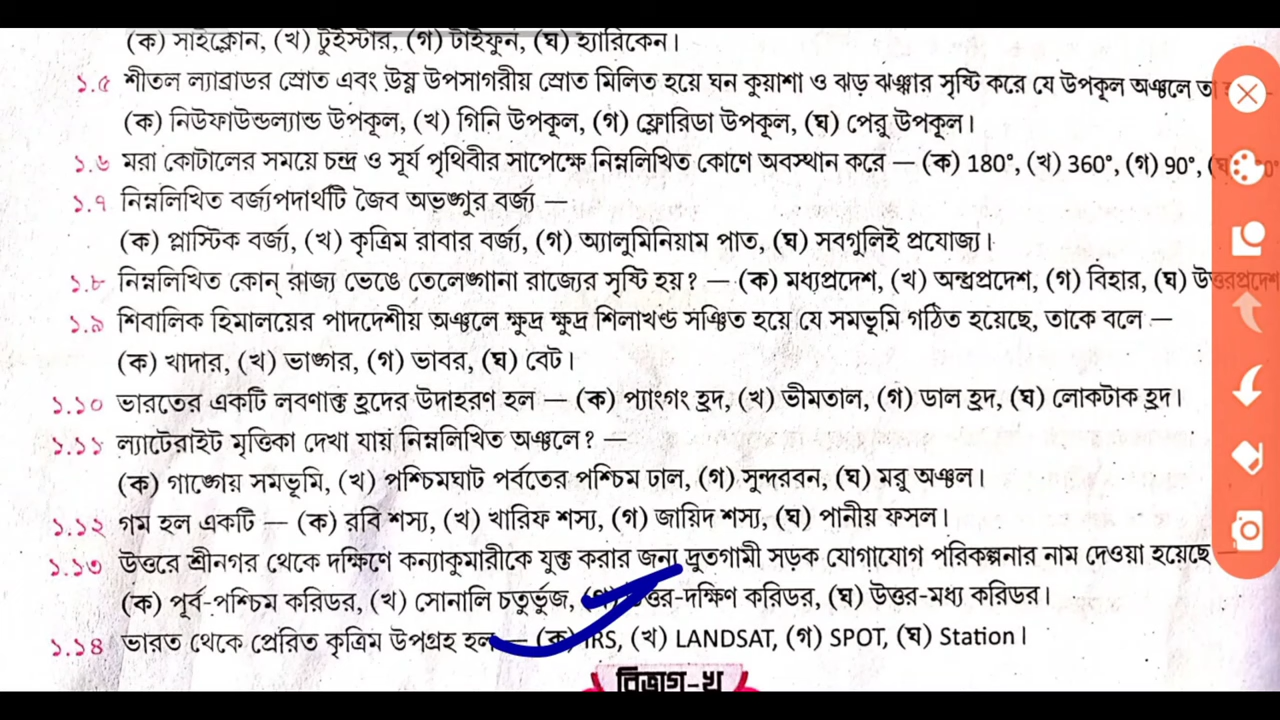 (ক) সাইক্লোন, (খ) টুইস্টার, (গ) টাইফুন, (ঘ) হ্যারিকেন।
১.৫ শীতল ল্যাব্রাডর স্রোত এবং উষ্ণ উপসাগরীয় স্রোত মিলিত হয়ে ঘন কুয়াশা ও ঝড় ঝঞ্ঝার সৃষ্টি করে যে উপকূল অঞ্চলে তা
(ক) নিউফাউন্ডল্যান্ড উপকূল, (খ) গিনি উপকূল, (গ) ফ্লোরিডা উপকূল, (ঘ) পেরু উপকূল।
১.৬ মরা কোটালের সময়ে চন্দ্র ও সূর্য পৃথিবীর সাপেক্ষে নিম্নলিখিত কোণে অবস্থান করে — (ক) 180°, (খ) 360°, (গ) 90°,
১.৭ নিম্নলিখিত বর্জ্যপদার্থটি জৈব অভঙ্গুর বর্জ্য —
(ক) প্লাস্টিক বর্জ্য, (খ) কৃত্রিম রাবার বর্জ্য, (গ) অ্যালুমিনিয়াম পাত, (ঘ) সবগুলিই প্রযোজ্য।
১.৮ নিম্নলিখিত কোন্ রাজ্য ভেঙে তেলেঙ্গানা রাজ্যের সৃষ্টি হয়? — (ক) মধ্যপ্রদেশ, (খ) অন্ধ্রপ্রদেশ, (গ) বিহার, (ঘ) উত্তরপ্রদেশ
১.৯ শিবালিক হিমালয়ের পাদদেশীয় অঞ্চলে ক্ষুদ্র ক্ষুদ্র শিলাখণ্ড সঞ্চিত হয়ে যে সমভূমি গঠিত হয়েছে, তাকে বলে —
(ক) খাদার, (খ) ভাঙ্গার, (গ) ভাবর, (ঘ) বেট।
১.১০ ভারতের একটি লবণাক্ত হ্রদের উদাহরণ হল — (ক) প্যাংগং হ্রদ, (খ) ভীমতাল, (গ) ডাল হ্রদ, (ঘ) লোকটাক হ্রদ।
১.১১ ল্যাটেরাইট মৃত্তিকা দেখা যায় নিম্নলিখিত অঞ্চলে? —
(ক) গাঙ্গেয় সমভূমি, (খ) পশ্চিমঘাট পর্বতের পশ্চিম ঢাল, (গ) সুন্দরবন, (ঘ) মরু অঞ্চল।
১.১২ গম হল একটি — (ক) রবি শস্য, (খ) খারিফ শস্য, (গ) জায়িদ শস্য, (ঘ) পানীয় ফসল।
১.১৩ উত্তরে শ্রীনগর থেকে দক্ষিণে কন্যাকুমারীকে যুক্ত করার জন্য দ্রুতগামী সড়ক যোগাযোগ পরিকল্পনার নাম দেওয়া হয়েছে —
(ক) পূর্ব-পশ্চিম করিডর, (খ) সোনালি চতুর্ভুজ, (গ) উত্তর-দক্ষিণ করিডর, (ঘ) উত্তর-মধ্য করিডর।
১.১৪ ভারত থেকে প্রেরিত কৃত্রিম উপগ্রহ হল — (ক) IRS, (খ) LANDSAT, (গ) SPOT, (ঘ) Station।
বিভাগ-খ